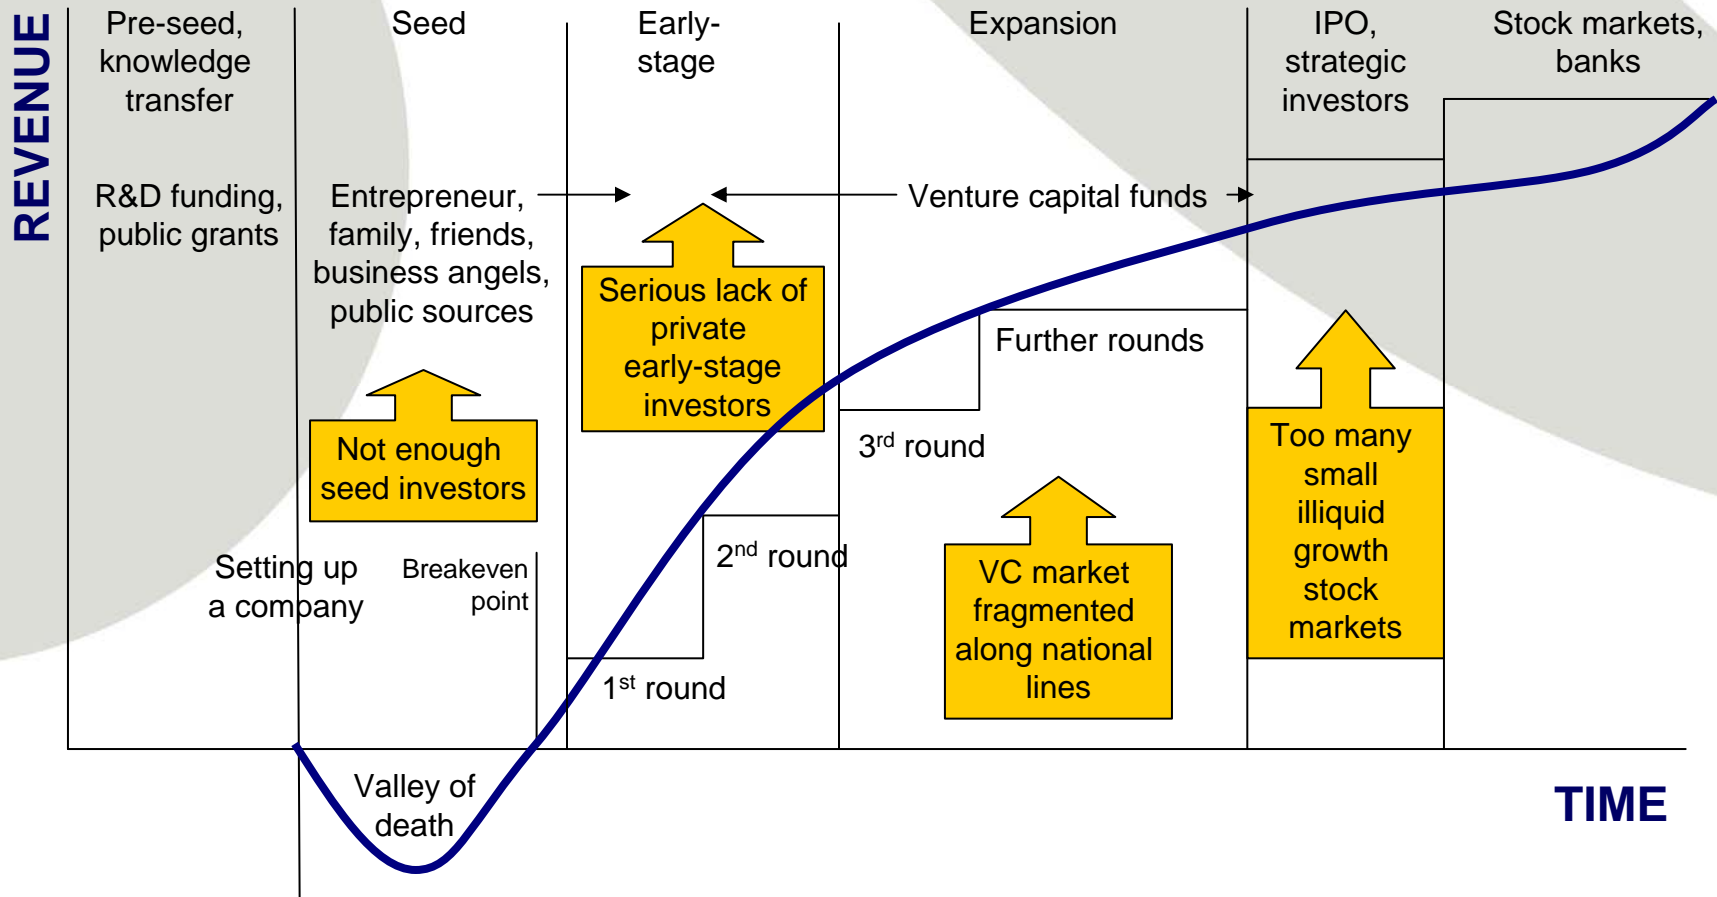 REVENUE
Pre-seed,
knowledge
transfer
Seed
Early-
stage
Expansion
IPO,
strategic
investors
Stock markets,
banks
R&D funding,
public grants
Entrepreneur,
family, friends,
business angels,
public sources
Venture capital funds
Serious lack of
private
early-stage
investors
Not enough
seed investors
Further rounds
3rd round
Too many
small
illiquid
growth
stock
markets
Setting up
a company
Breakeven
point
2nd round
VC market
fragmented
along national
lines
1st round
Valley of
death
TIME